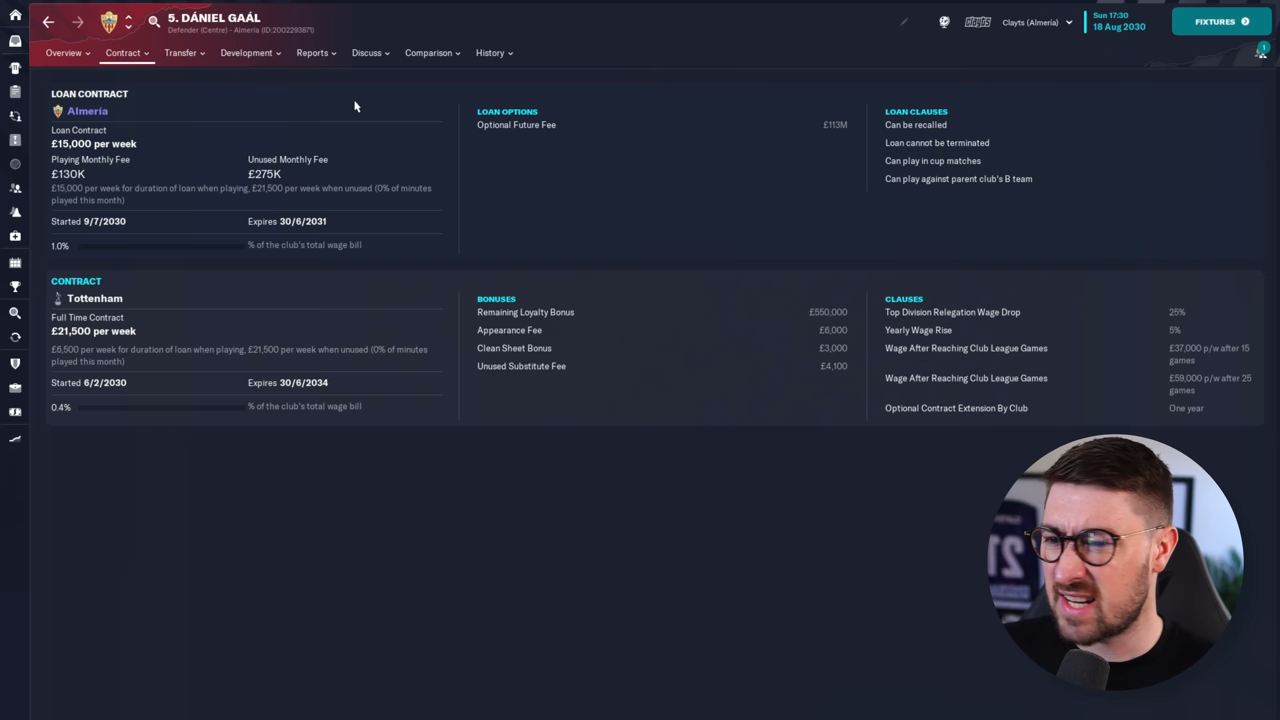 5. DÁNIEL GAÁL
Defender (Centre) - Almería (ID:2002293871)
CLAYTS
Clayts (Almería)
Sun 17:30
18 Aug 2030
FIXTURES
Overview
Contract
Transfer
Development
Reports
Discuss
Comparison
History
1
LOAN CONTRACT
Almería
Loan Contract
£15,000 per week
Playing Monthly Fee
Unused Monthly Fee
£130K
£275K
£15,000 per week for duration of loan when playing, £21,500 per week when unused (0% of minutes
played this month)
Started 9/7/2030
Expires 30/6/2031
1.0%
% of the club's total wage bill
LOAN OPTIONS
Optional Future Fee
£113M
LOAN CLAUSES
Can be recalled
Loan cannot be terminated
Can play in cup matches
Can play against parent club's B team
CONTRACT
Tottenham
Full Time Contract
£21,500 per week
£6,500 per week for duration of loan when playing, £21,500 per week when unused (0% of minutes
played this month)
Started 6/2/2030
Expires 30/6/2034
0.4%
% of the club's total wage bill
BONUSES
Remaining Loyalty Bonus
£550,000
Appearance Fee
£6,000
Clean Sheet Bonus
£3,000
Unused Substitute Fee
£4,100
CLAUSES
Top Division Relegation Wage Drop
25%
Yearly Wage Rise
5%
Wage After Reaching Club League Games
£37,000 p/w after 15
games
Wage After Reaching Club League Games
£59,000 p/w after 25
games
Optional Contract Extension By Club
One year
21